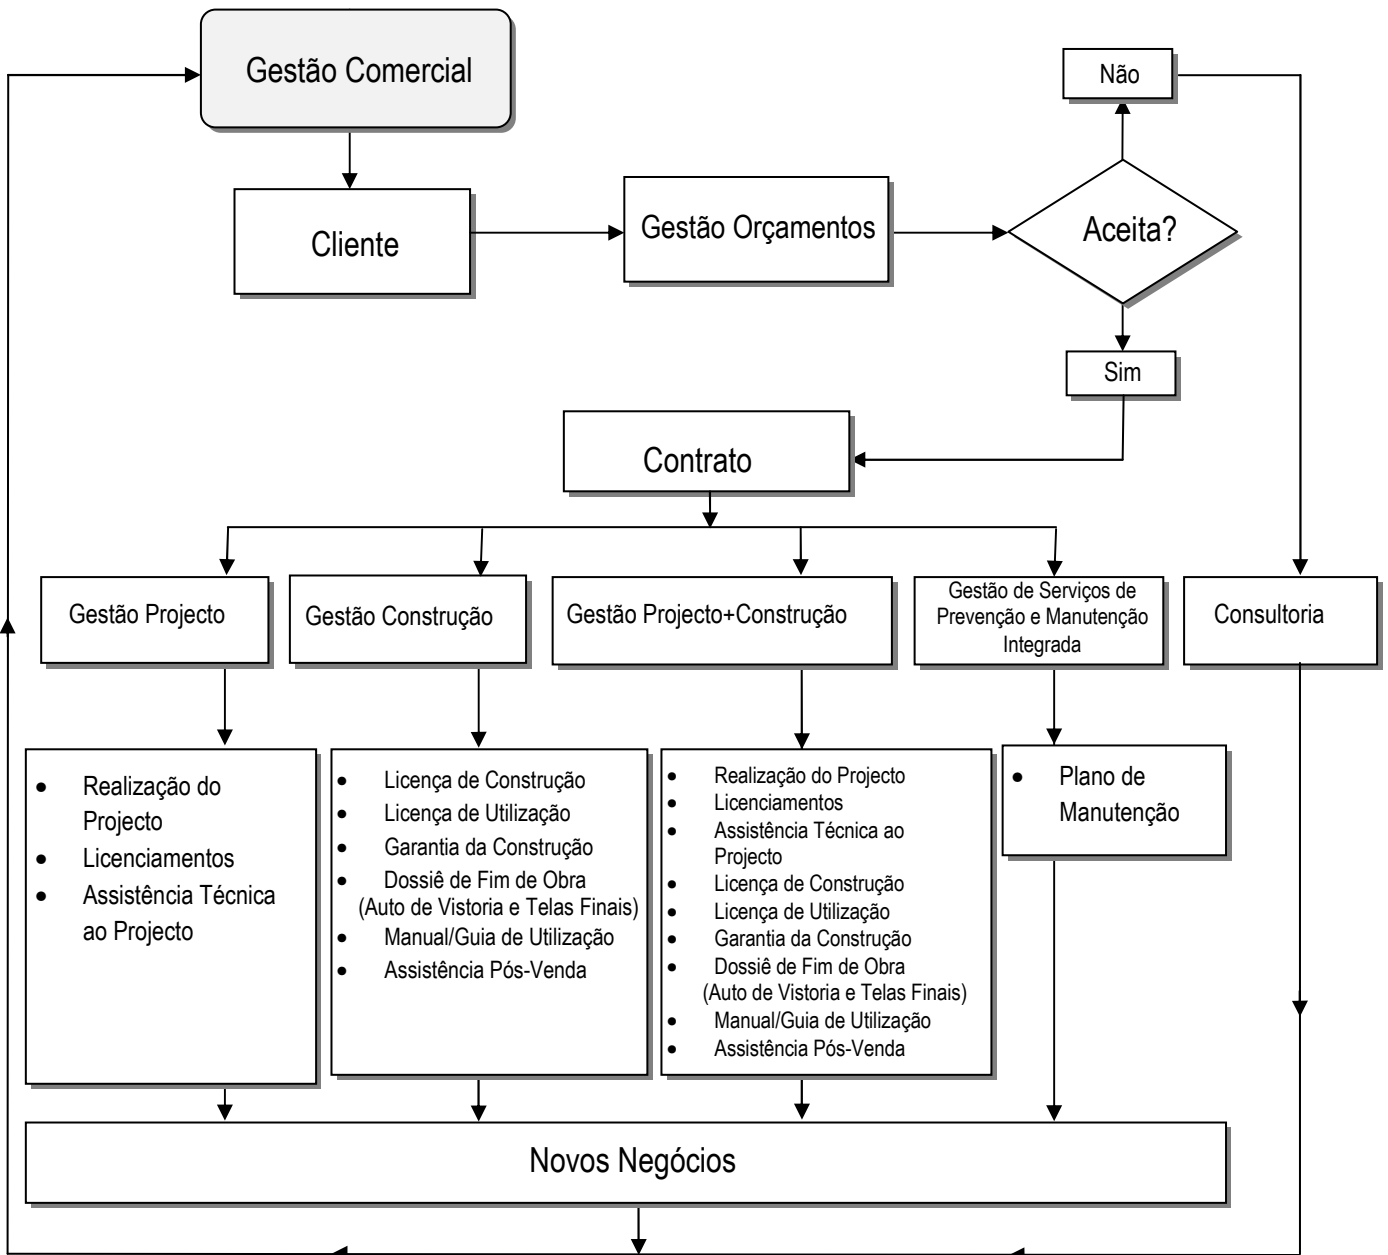 Gestão Comercial
Não
Cliente
Gestão Orçamentos
Aceita?
Sim
Contrato
Gestão Projecto
Gestão Construção
Gestão Projecto+Construção
Gestão de Serviços de
Prevenção e Manutenção
Integrada
Consultoria
• Realização do
Projecto
• Licenciamentos
• Assistência Técnica
ao Projecto
• Licença de Construção
• Licença de Utilização
• Garantia da Construção
• Dossiê de Fim de Obra
(Auto de Vistoria e Telas Finais)
• Manual/Guia de Utilização
• Assistência Pós-Venda
• Realização do Projecto
• Licenciamentos
• Assistência Técnica ao
Projecto
• Licença de Construção
• Licença de Utilização
• Garantia da Construção
• Dossiê de Fim de Obra
(Auto de Vistoria e Telas Finais)
• Manual/Guia de Utilização
• Assistência Pós-Venda
• Plano de
Manutenção
Novos Negócios